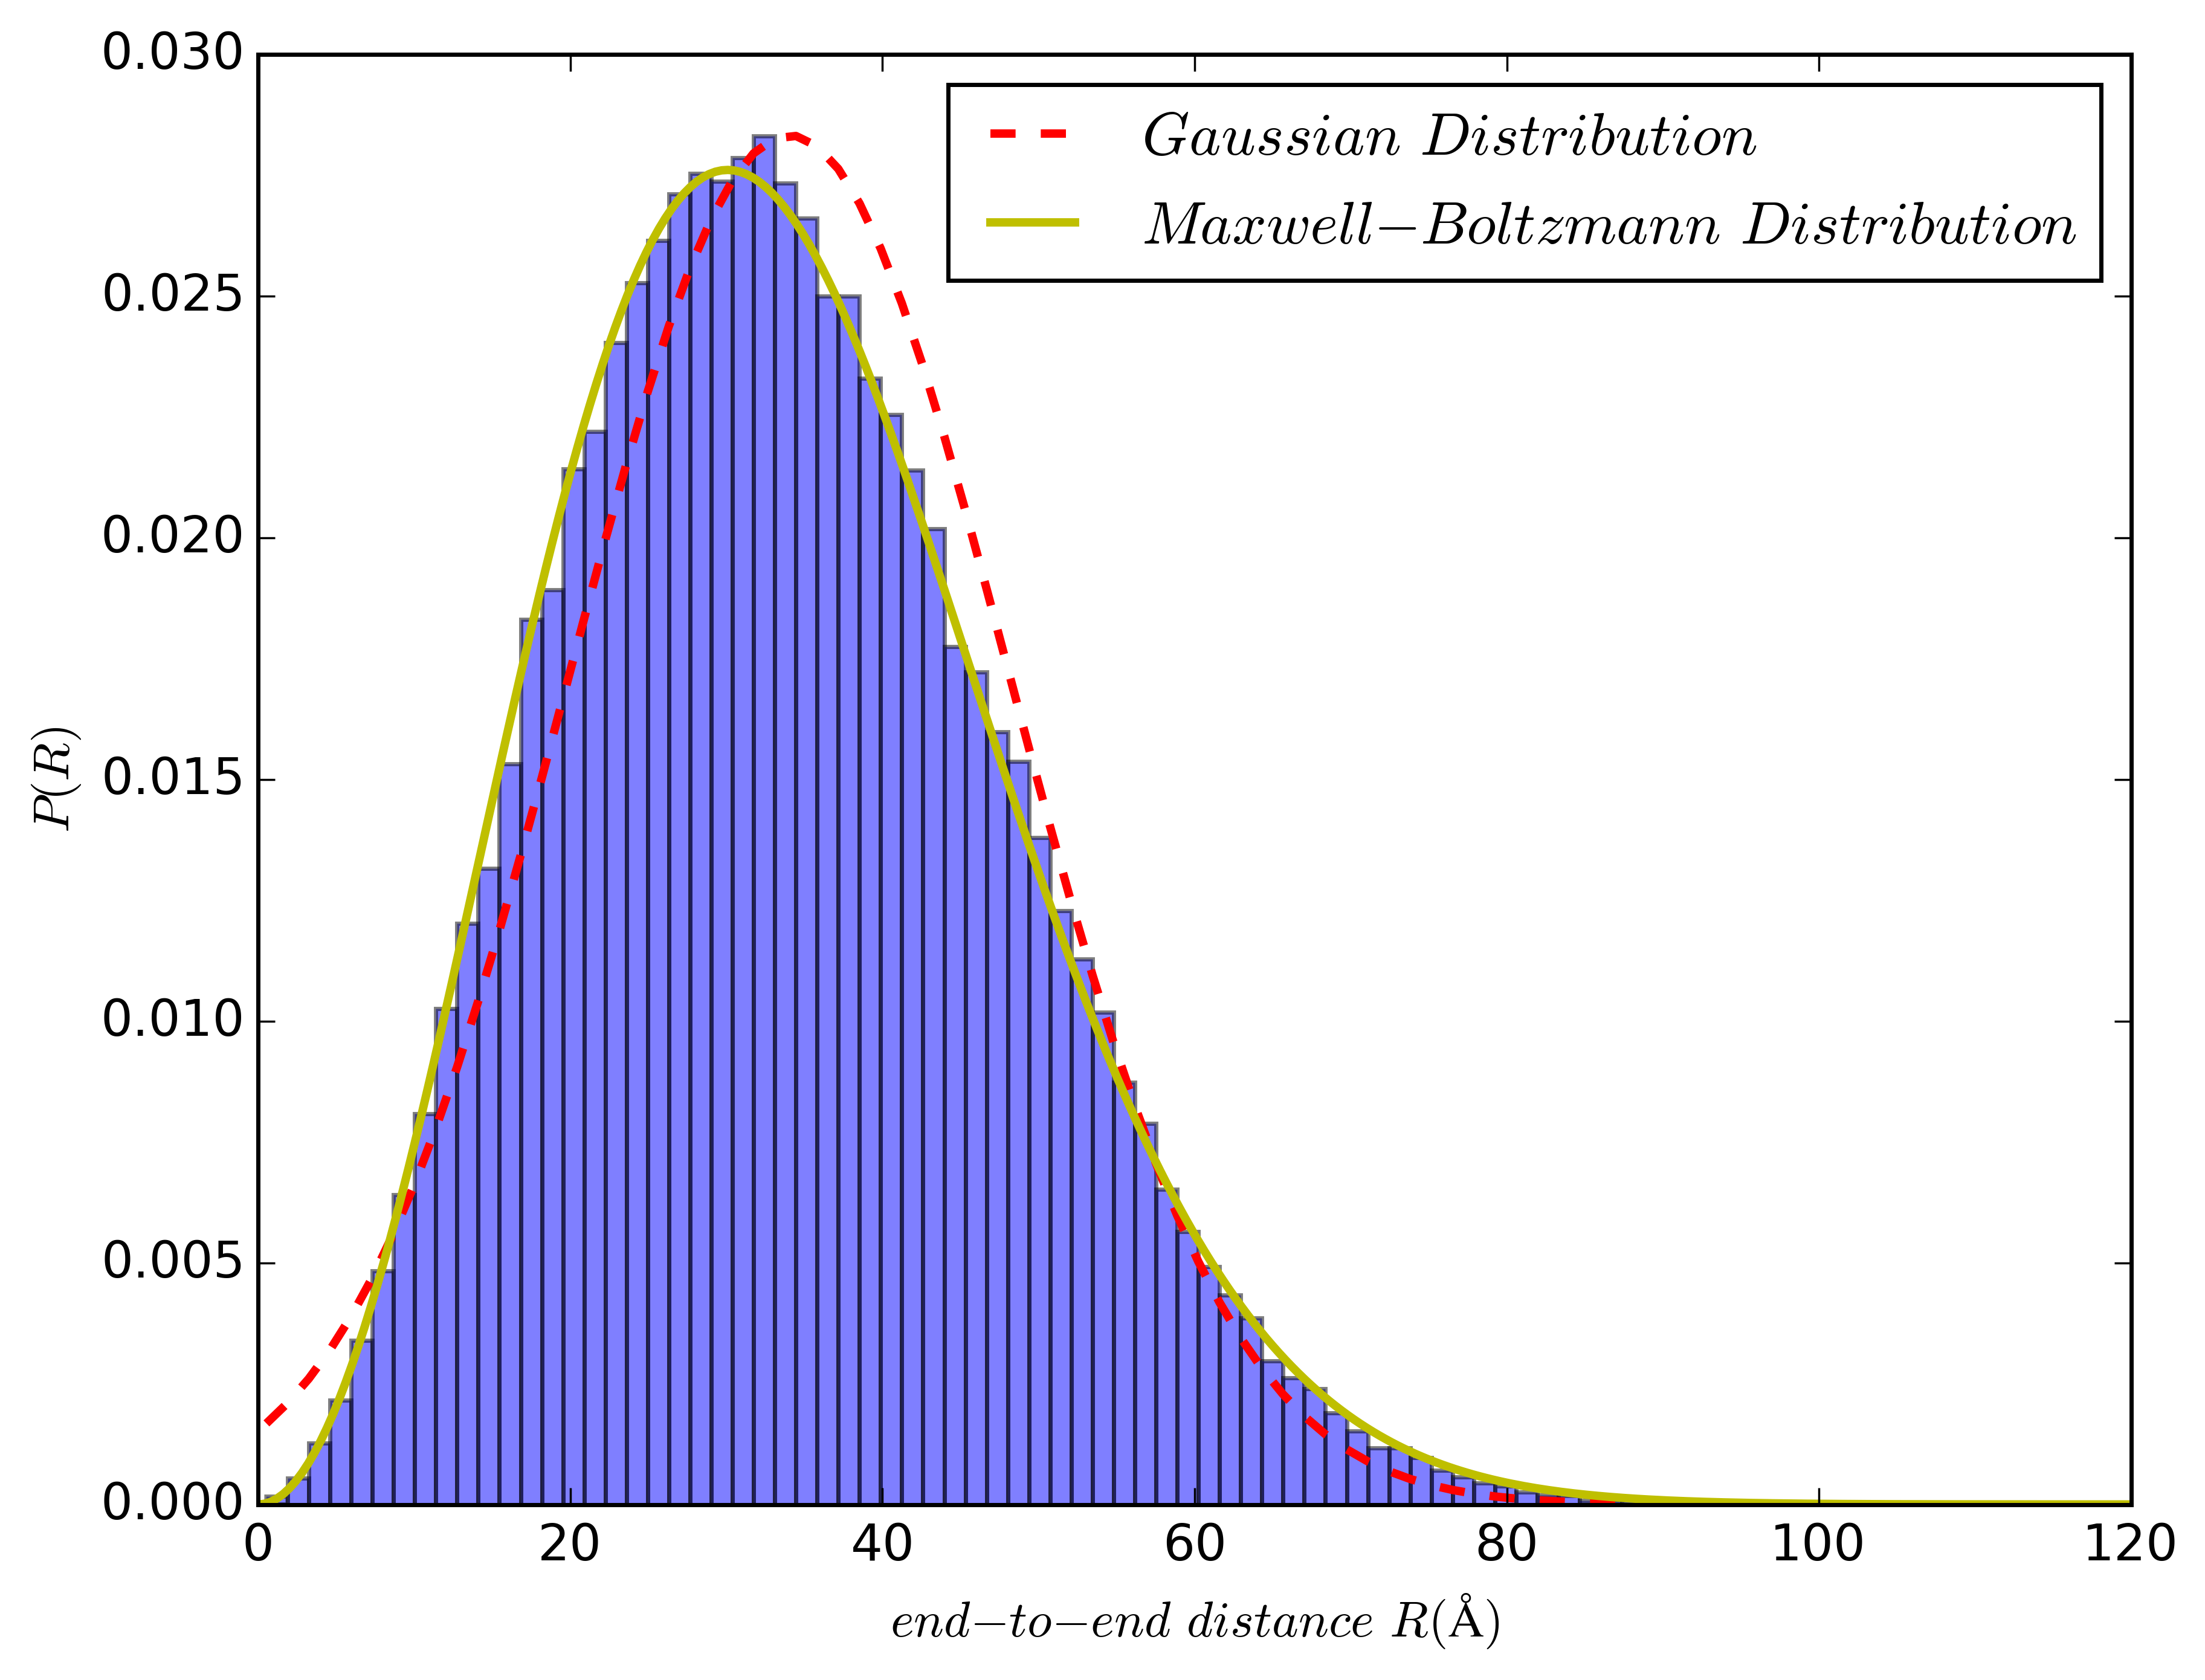 0.030
0.025
0.020
0.015
0.010
0.005
0.000
P(R)
Gaussian Distribution
Maxwell−Boltzmann Distribution
0 20 40 60 80 100 120
end−to−end distance R(Å)